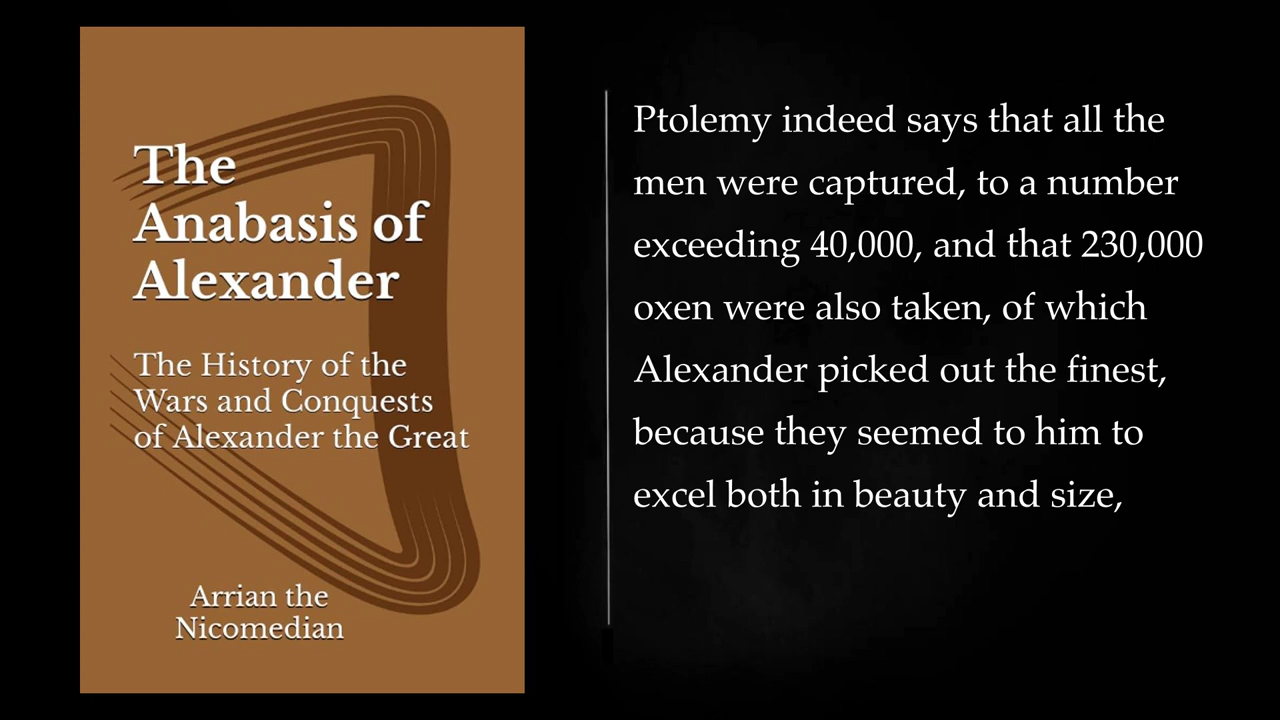 The
Anabasis of
Alexander
The History of the
Wars and Conquests
of Alexander the Great
Arrian the
Nicomedian
Ptolemy indeed says that all the
men were captured, to a number
exceeding 40,000, and that 230,000
oxen were also taken, of which
Alexander picked out the finest,
because they seemed to him to
excel both in beauty and size,